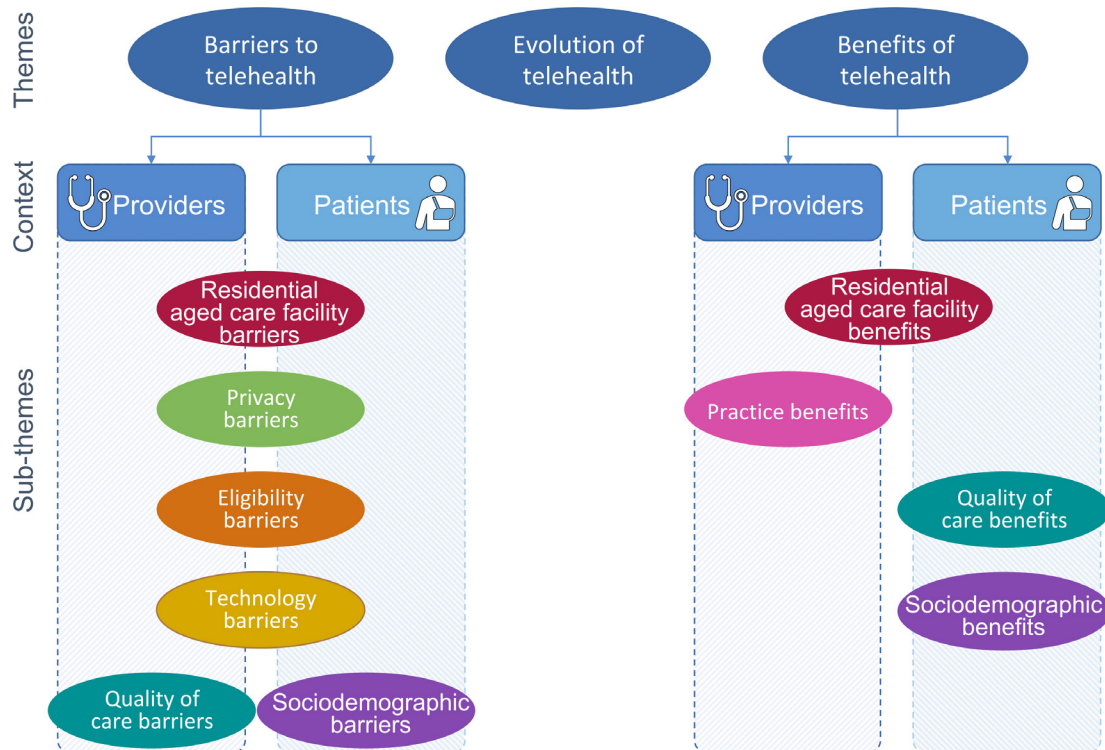 Themes
Barriers to
telehealth
Evolution of
telehealth
Benefits of
telehealth
Context
Providers
Patients
Providers
Patients
Sub-themes
Residential
aged care facility
barriers
Residential
aged care facility
benefits
Privacy
barriers
Practice benefits
Eligibility
barriers
Quality of
care benefits
Technology
barriers
Sociodemographic
benefits
Quality of
care barriers
Sociodemographic
barriers